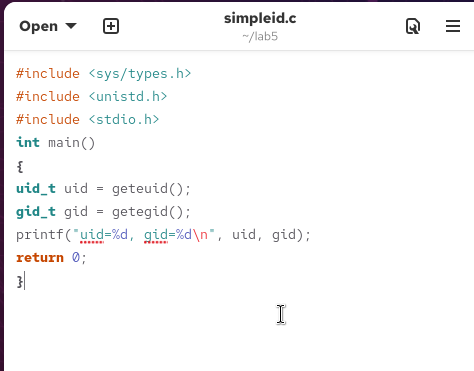 Open
simpleid.c
~/lab5
#include <sys/types.h>
#include <unistd.h>
#include <stdio.h>
int main()
{
uid_t uid = geteuid();
gid_t gid = getegid();
printf("uid=%d, gid=%d\n", uid, gid);
return 0;
}